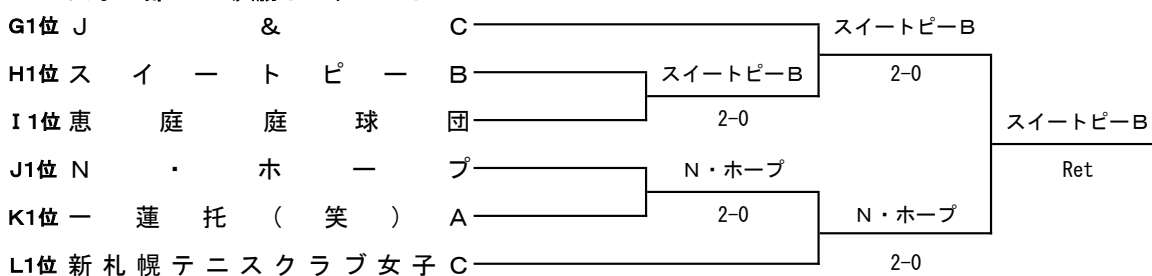 G1位 J & C
スイートピーB
H1位 スイートピーB
スイートピーB
2-0
I1位 恵庭庭球団
2-0
スイートピーB
J1位 N・ホープ
N・ホープ
Ret
K1位 一蓮托(笑)A
2-0
N・ホープ
L1位 新札幌テニスクラブ女子C
2-0